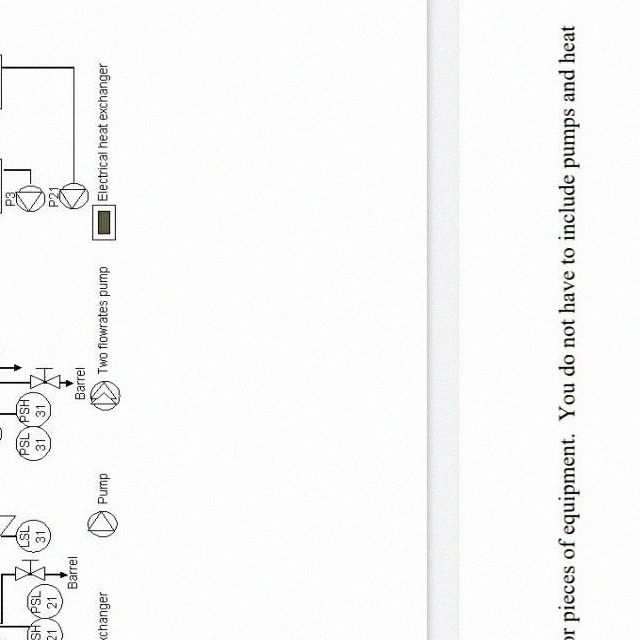 P3
P21
Electrical heat exchanger
Barrel
Two flowrates pump
PSH
31
PSL
31
Pump
LSL
31
Barrel
PSL
21
SH
21
xchanger
or pieces of equipment. You do not have to include pumps and heat